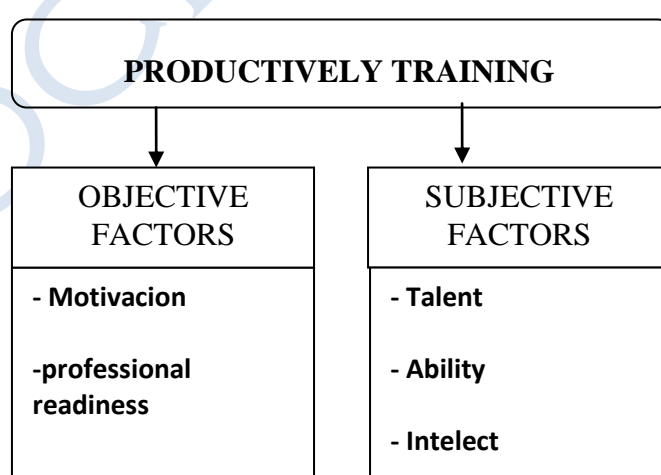 PRODUCTIVELY TRAINING
OBJECTIVE
FACTORS
- Motivacion
-professional
readiness
SUBJECTIVE
FACTORS
- Talent
- Ability
- Intelect